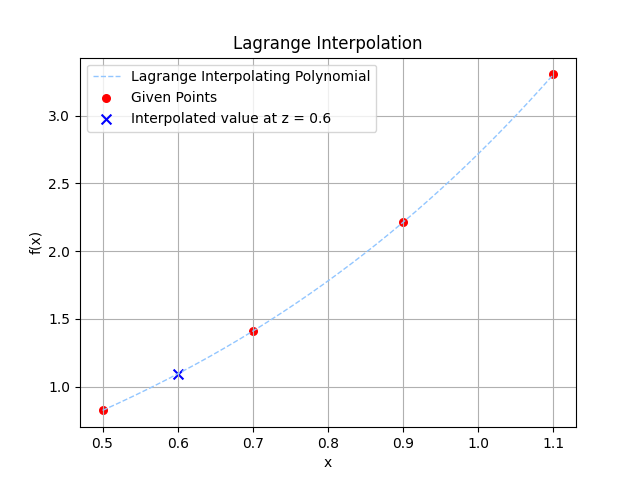 Lagrange Interpolation
Lagrange Interpolating Polynomial
Given Points
Interpolated value at z = 0.6
f(x)
3.0
2.5
2.0
1.5
1.0
0.5 0.6 0.7 0.8 0.9 1.0 1.1
x